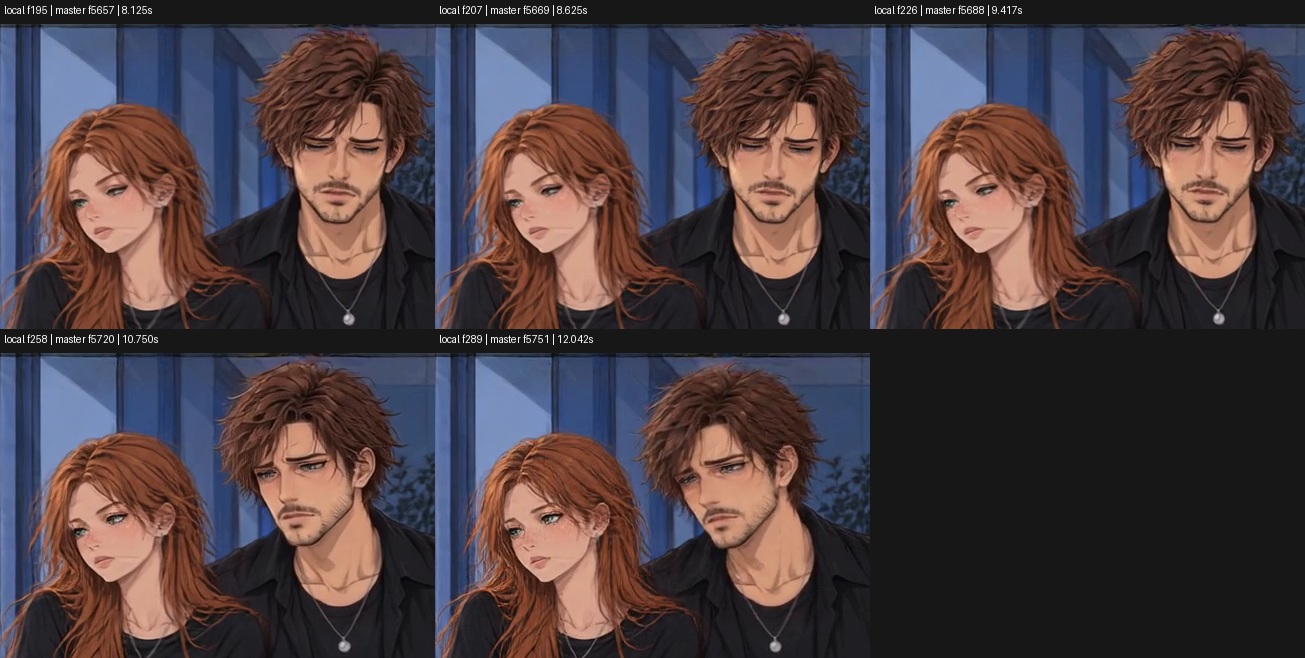 local f195 | master f5657 | 8.125s
local f207 | master f5669 | 8.625s
local f226 | master f5688 | 9.417s
local f258 | master f5720 | 10.750s
local f289 | master f5751 | 12.042s